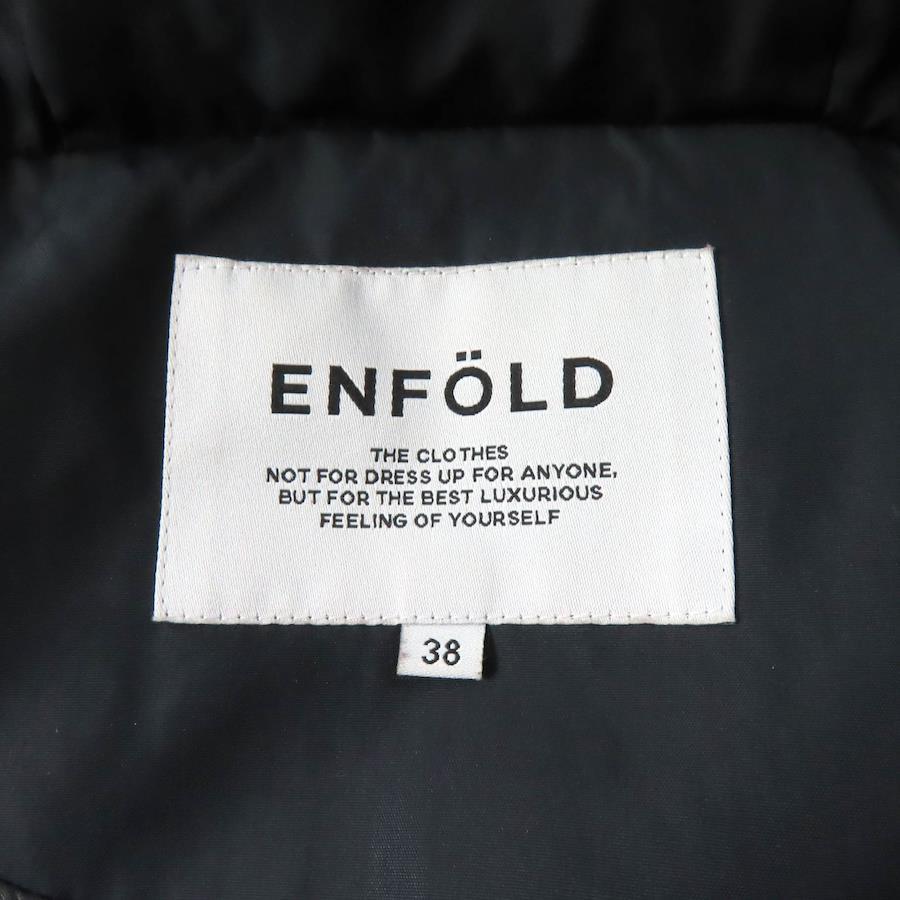 ENFÖLD
THE CLOTHES
NOT FOR DRESS UP FOR ANYONE,
BUT FOR THE BEST LUXURIOUS
FEELING OF YOURSELF
38